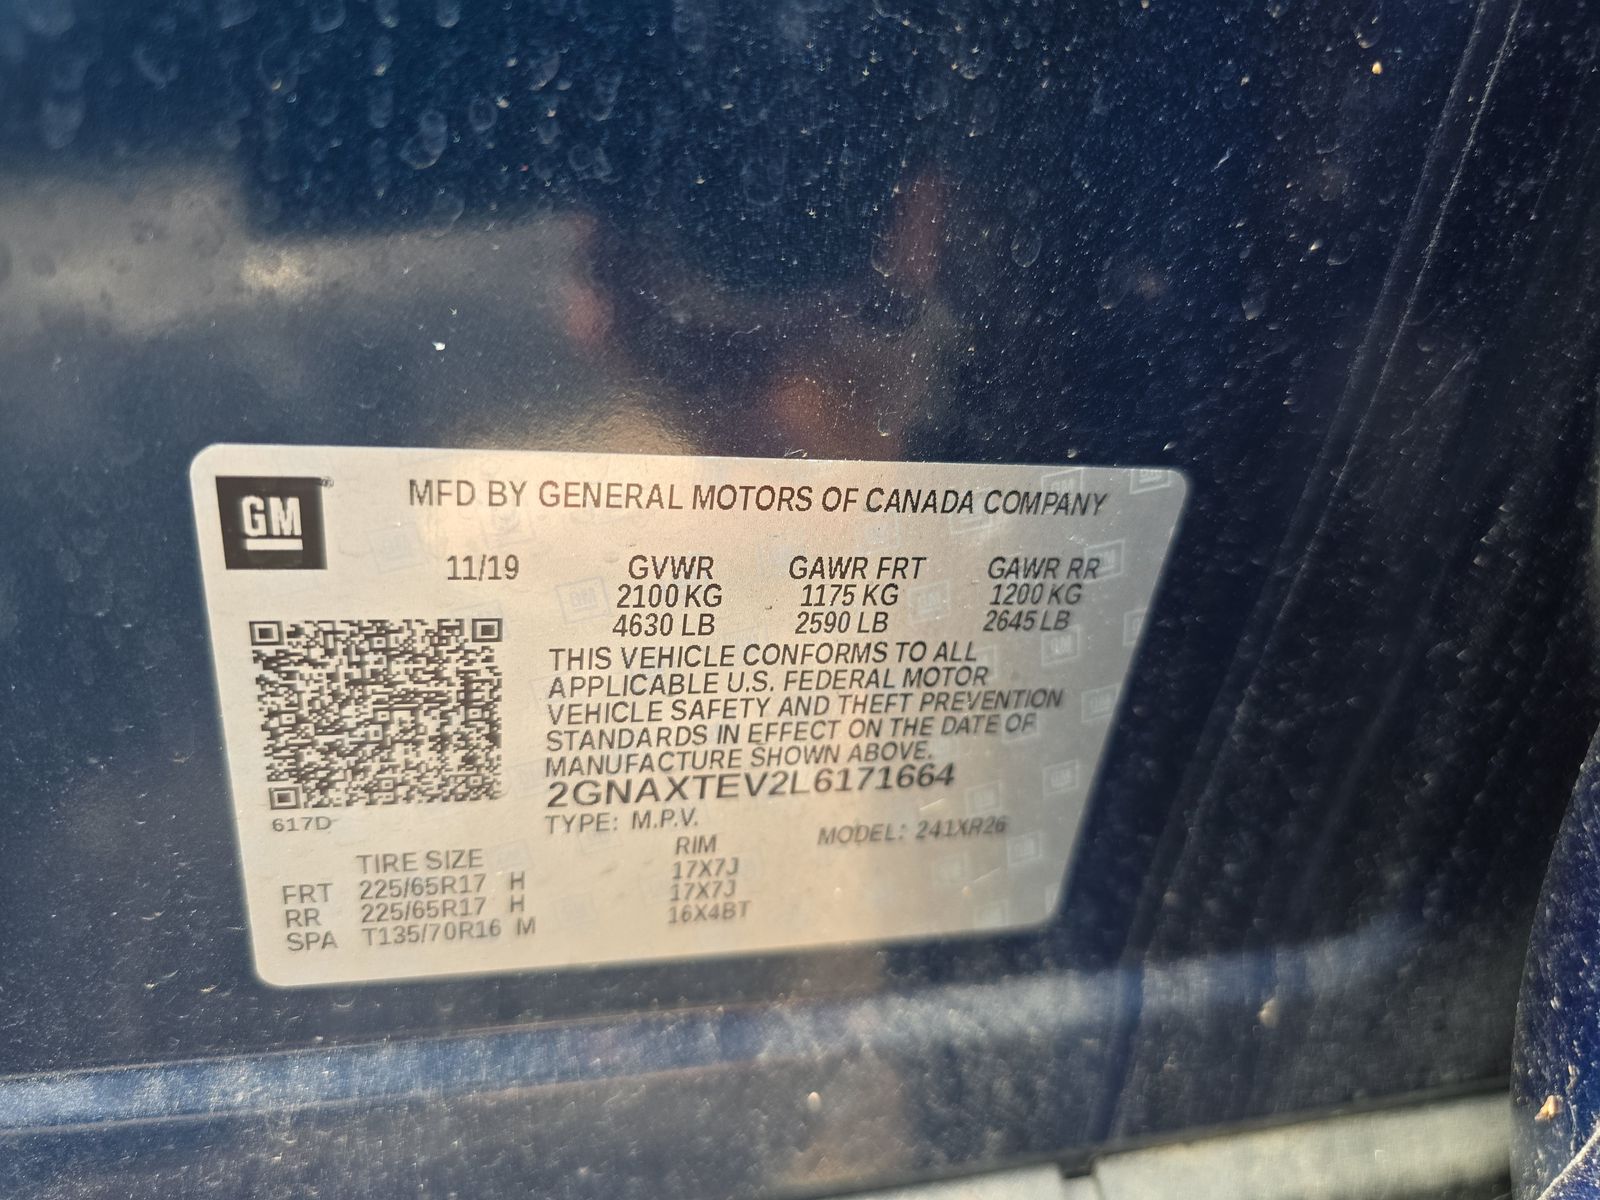 GM
MFD BY GENERAL MOTORS OF CANADA COMPANY
11/19 GVWR GAWR FRT GAWR RR
2100 KG 1175 KG 1200 KG
4630 LB 2590 LB 2645 LB
THIS VEHICLE CONFORMS TO ALL
APPLICABLE U.S. FEDERAL MOTOR
VEHICLE SAFETY AND THEFT PREVENTION
STANDARDS IN EFFECT ON THE DATE OF
MANUFACTURE SHOWN ABOVE.
2GNAXTEV2L6171664
617D
TYPE: M.P.V. MODEL: 241XR26
TIRE SIZE RIM
FRT 225/65R17 H 17X7J
RR 225/65R17 H 17X7J
SPA T135/70R16 M 16X4BT